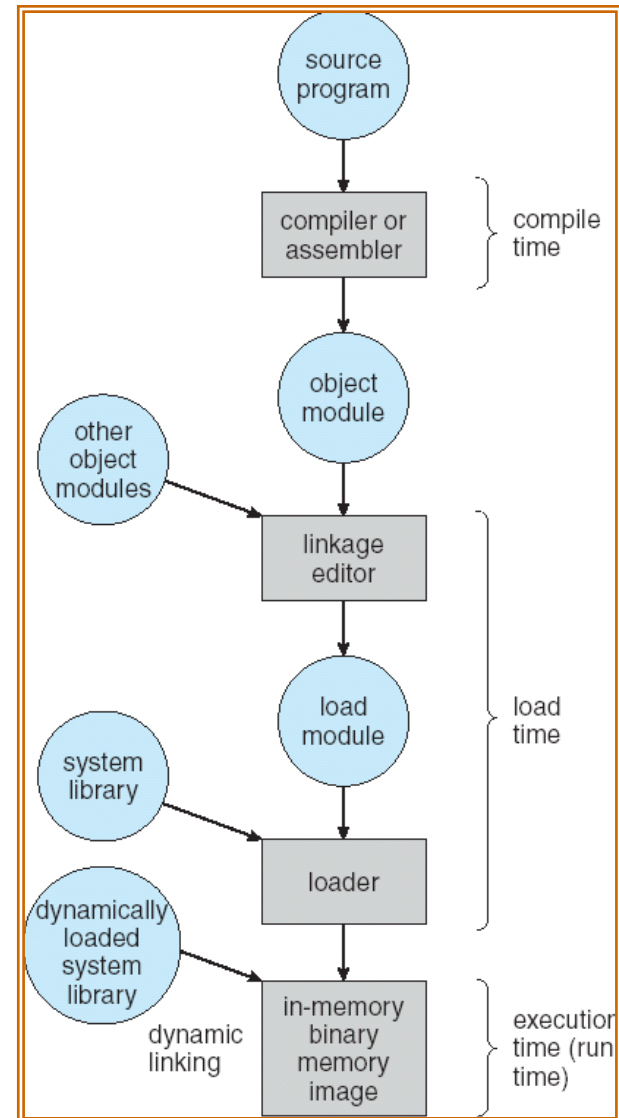 source
program
compiler or
assembler
compile
time
object
module
other
object
modules
linkage
editor
load
module
load
time
system
library
loader
dynamically
loaded
system
library
dynamic
linking
in-memory
binary
memory
image
execution
time (run
time)